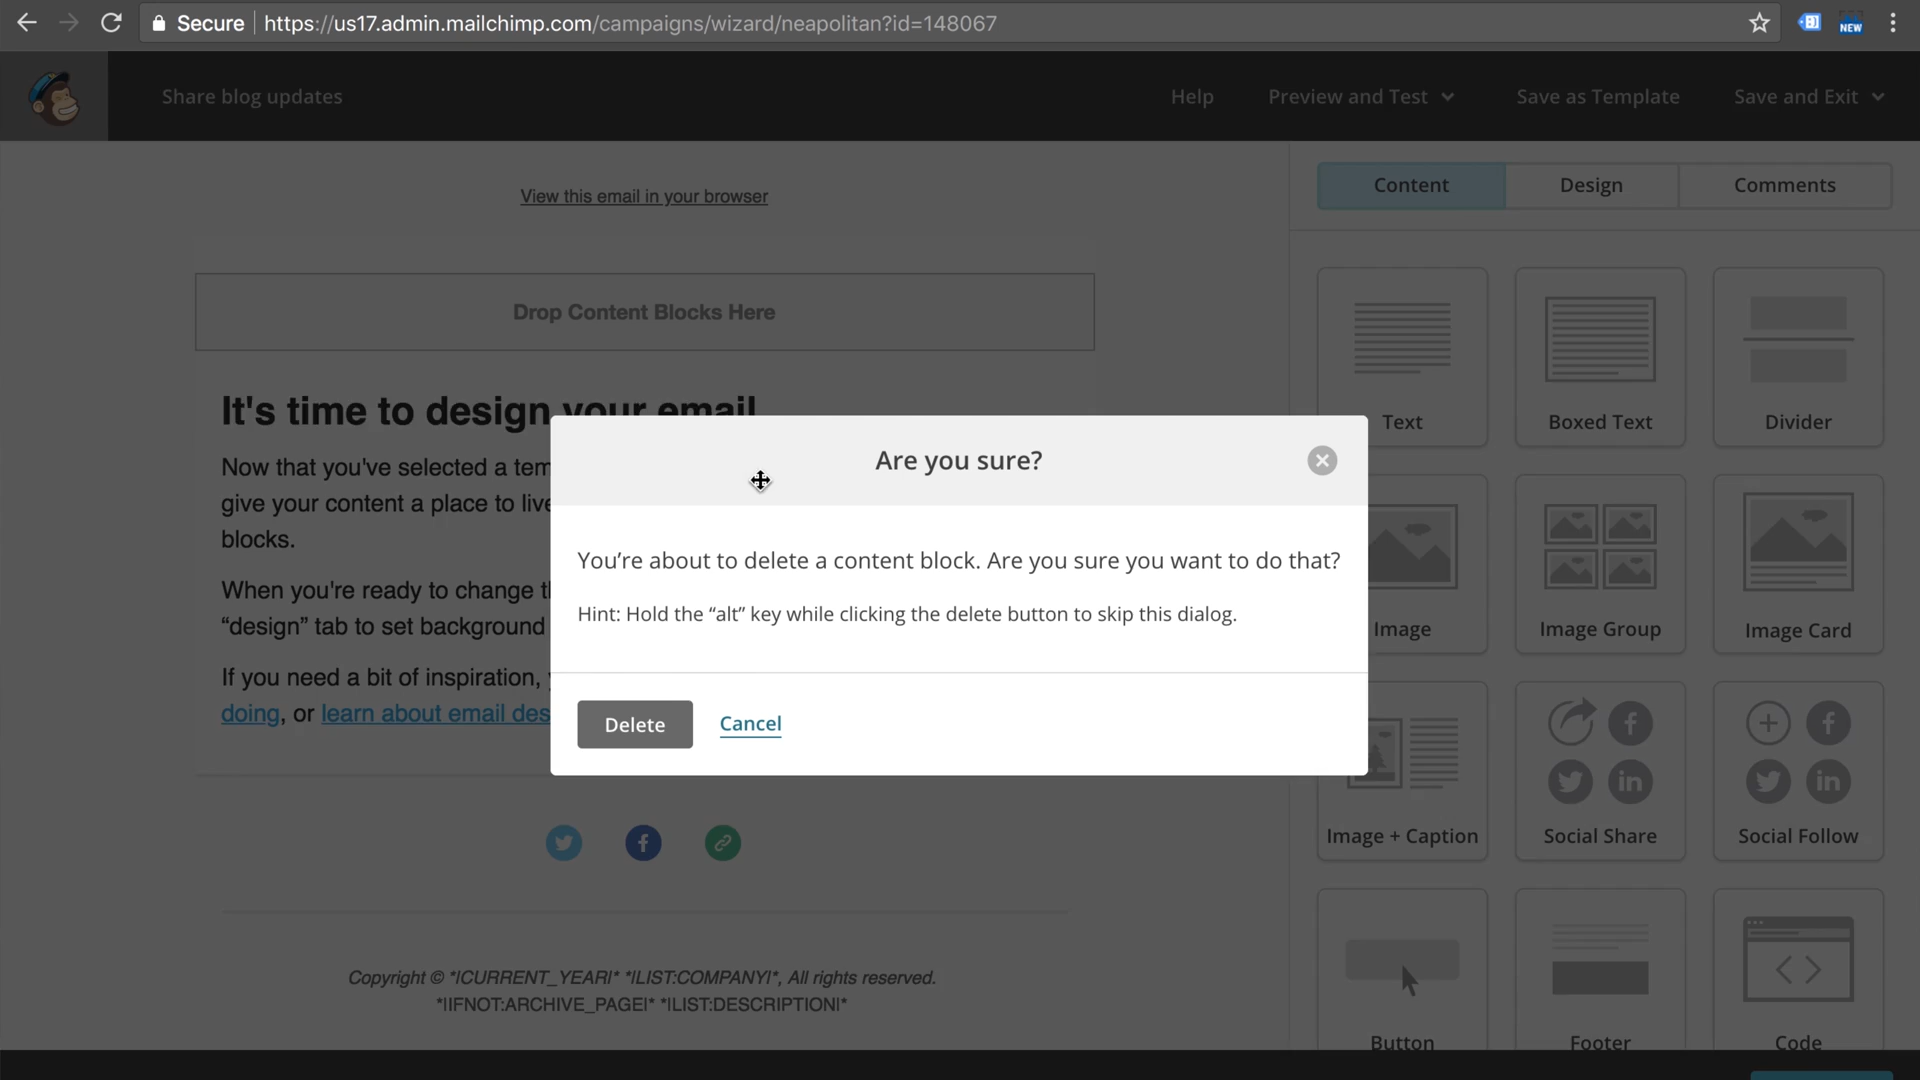 Secure https://us17.admin.mailchimp.com/campaigns/wizard/neapolitan?id=148067
NEW
Share blog updates
Help
Preview and Test
Save as Template
Save and Exit
View this email in your browser
Content
Design
Comments
Drop Content Blocks Here
It's time to design your email
Now that you've selected a tem
give your content a place to live
blocks.
When you're ready to change t
“design” tab to set background
If you need a bit of inspiration,
doing, or learn about email des
Are you sure?
You’re about to delete a content block. Are you sure you want to do that?
Hint: Hold the “alt” key while clicking the delete button to skip this dialog.
Delete
Cancel
Text
Boxed Text
Divider
Image
Image Group
Image Card
Image + Caption
Social Share
Social Follow
Button
Footer
Code
Copyright © *|CURRENT_YEAR|* *|LIST:COMPANY|*, All rights reserved.
*|IFNOT:ARCHIVE_PAGE|* *|LIST:DESCRIPTION|*